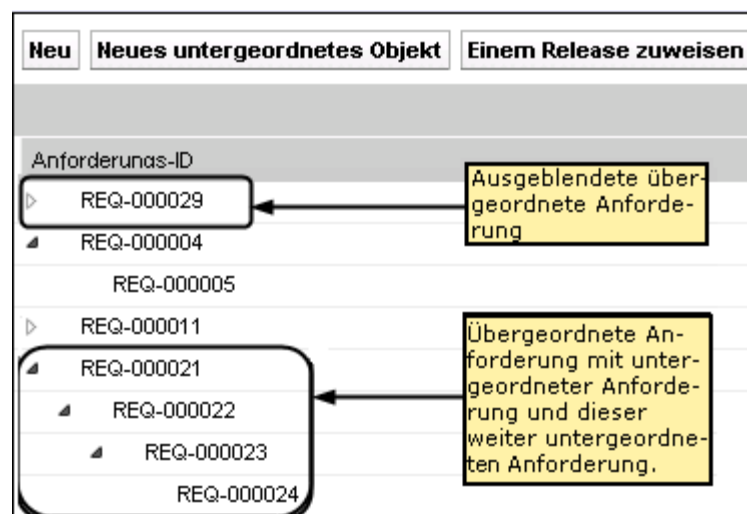 Neu Neues untergeordnetes Objekt Einem Release zuweisen
Anforderungs-ID
REQ-000029
Ausgeblendete über-
geordnete Anforde-
rung
REQ-000004
REQ-000005
REQ-000011
REQ-000021
REQ-000022
REQ-000023
REQ-000024
Übergeordnete An-
forderung mit unter-
geordneter Anforde-
rung und dieser
weiter untergeordne-
ten Anforderung.